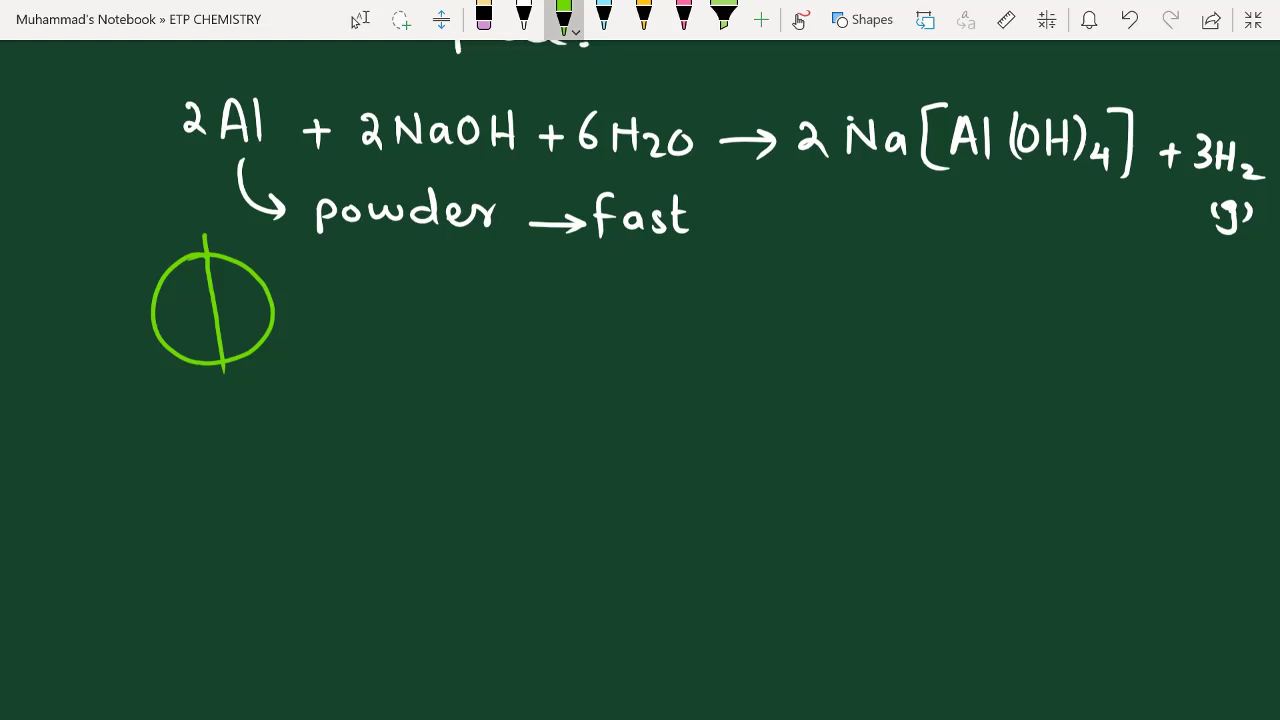 Muhammad's Notebook » ETP CHEMISTRY
Shapes
2Al + 2NaOH + 6H2O → 2Na[Al(OH)4] + 3H2
(g)
powder → fast